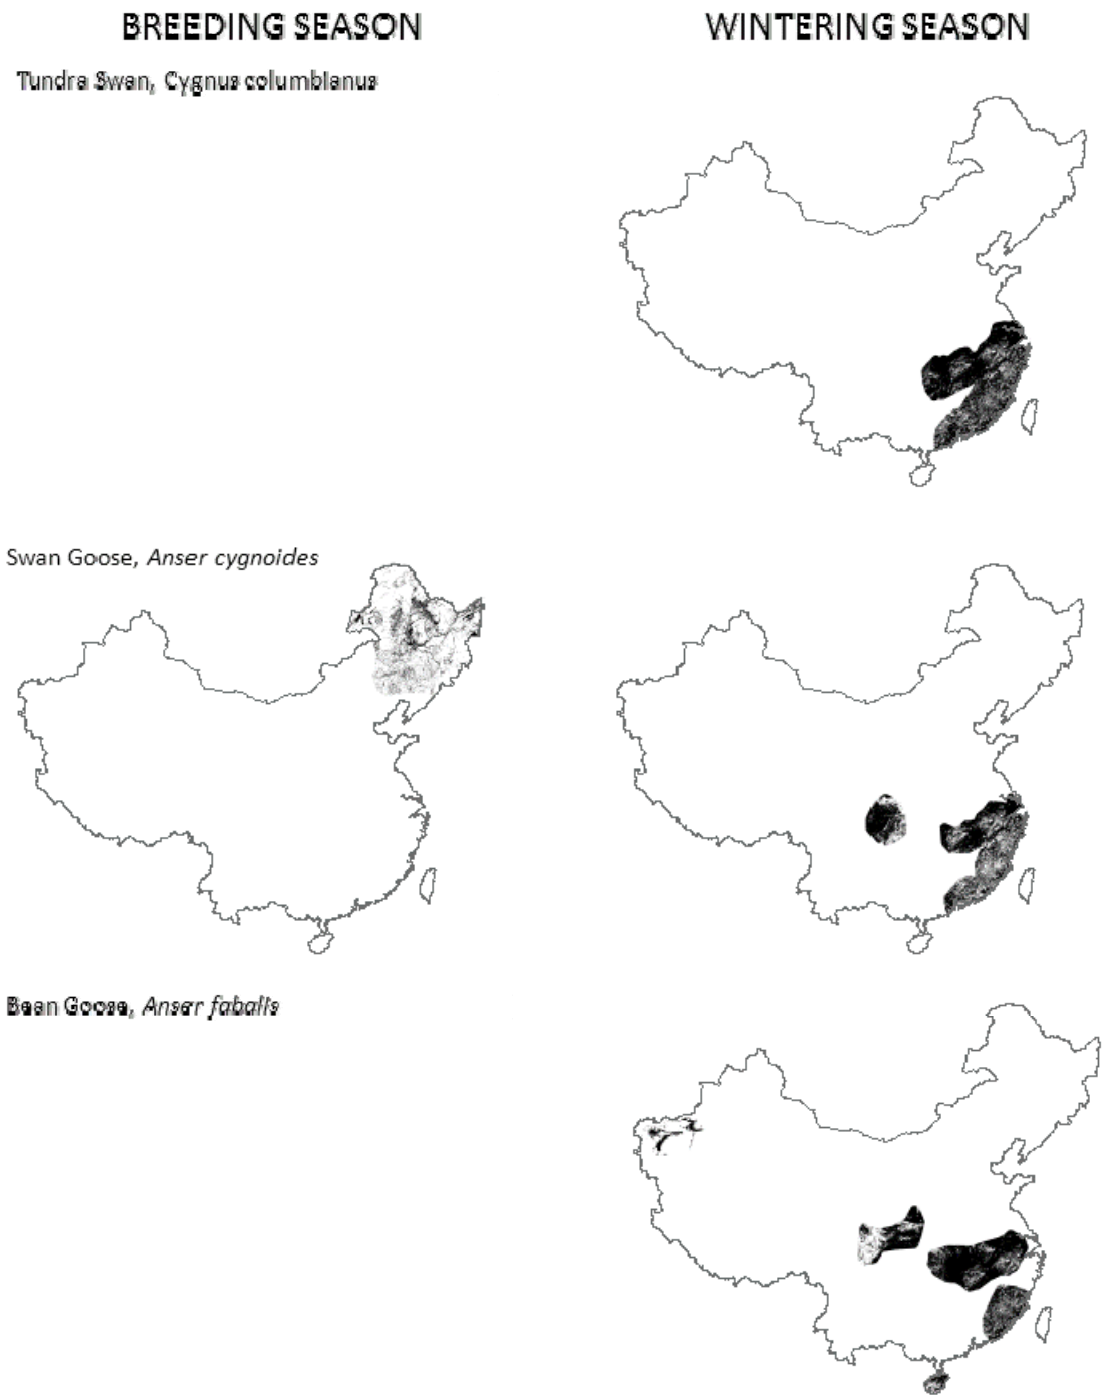 BREEDING SEASON
WINTERING SEASON
Tundra Swan, Cygnus columbianus
Swan Goose, Anser cygnoides
Bean Goose, Anser fabalis